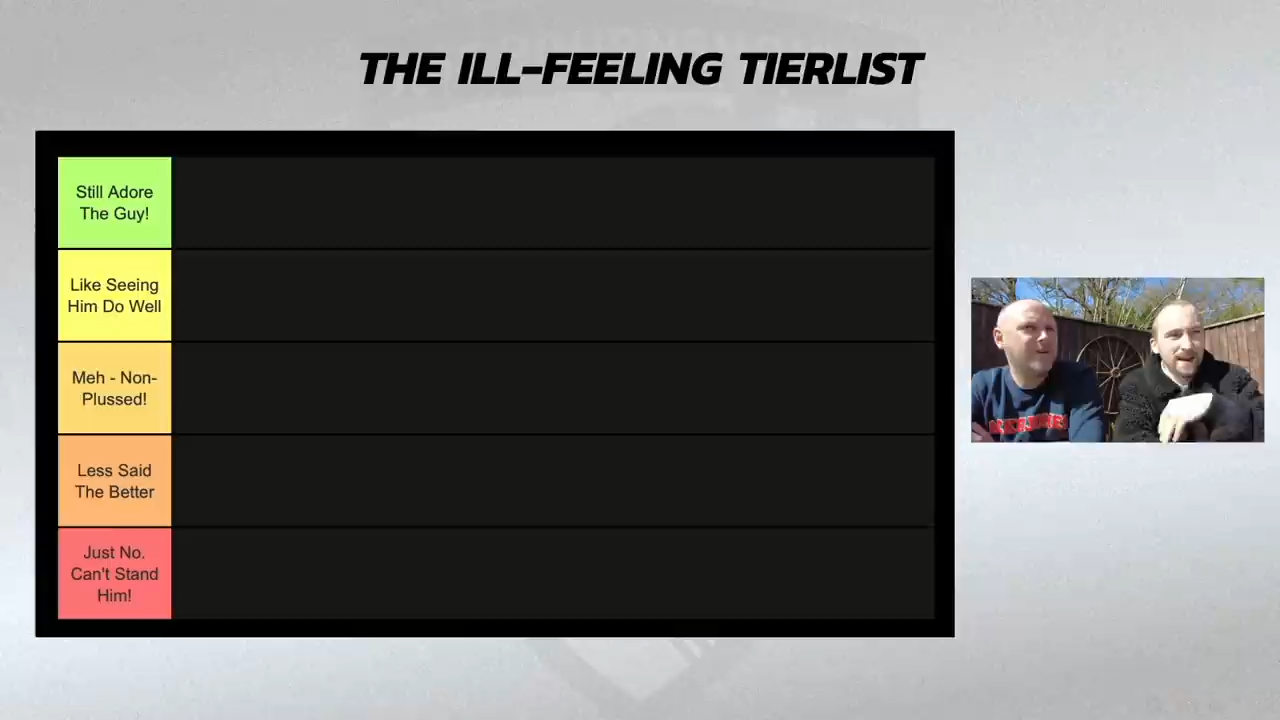 THE ILL-FEELING TIERLIST
Still Adore
The Guy!
Like Seeing
Him Do Well
Meh - Non-
Plussed!
Less Said
The Better
Just No.
Can't Stand
Him!